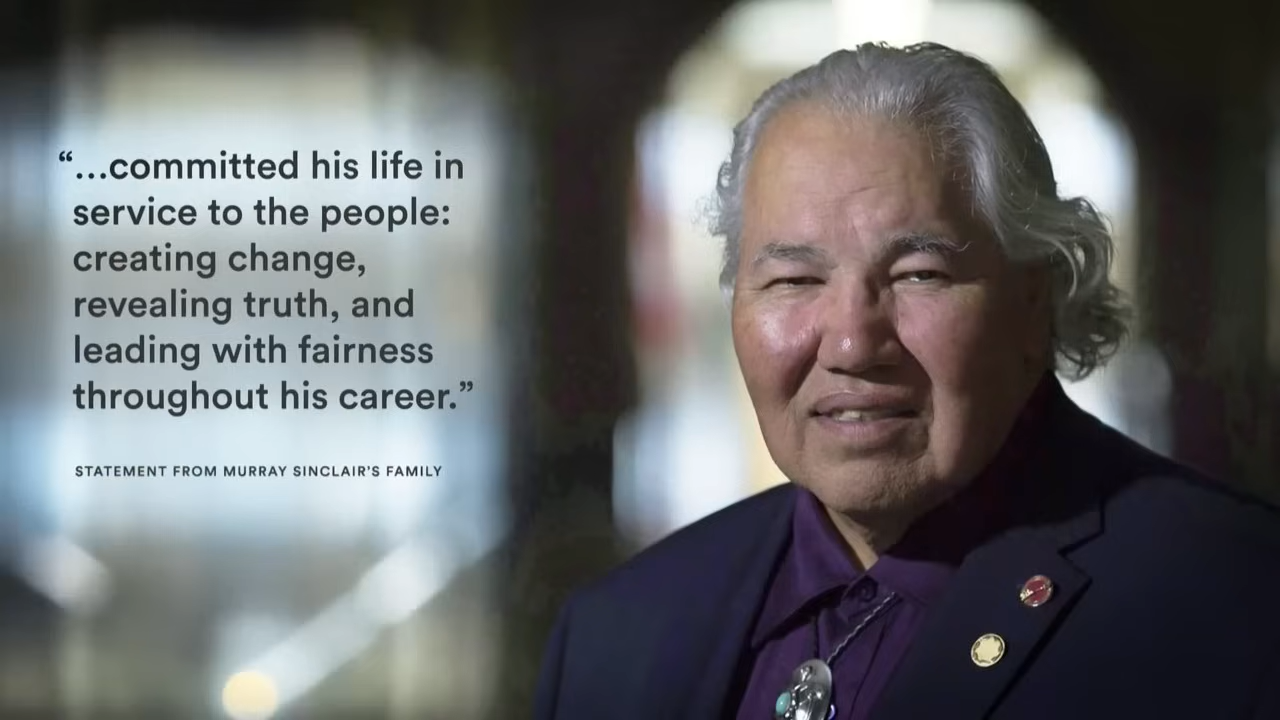 “…committed his life in
service to the people:
creating change,
revealing truth, and
leading with fairness
throughout his career.”
STATEMENT FROM MURRAY SINCLAIR’S FAMILY